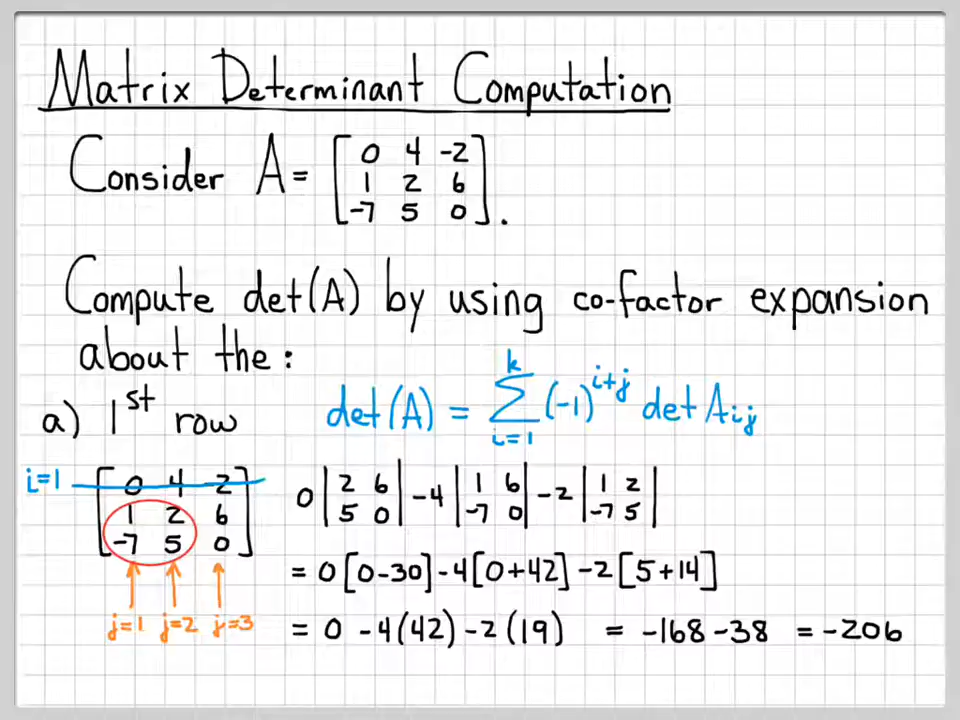 Matrix Determinant Computation
Consider A = [0 4 -2
1 2 6
-7 5 0].
Compute det(A) by using co-factor expansion
about the:
a) 1st row
det(A) = k∑i=1 (-1)^i+j det Aij
i=1
[0 4 -2
1 2 6
-7 5 0]
j=1 j=2 j=3
0 |2 6; 5 0| -4 |1 6; -7 0| -2 |1 2; -7 5|
= 0[0-30] -4[0+42] -2[5+14]
= 0 -4(42) -2(19) = -168 -38 = -206